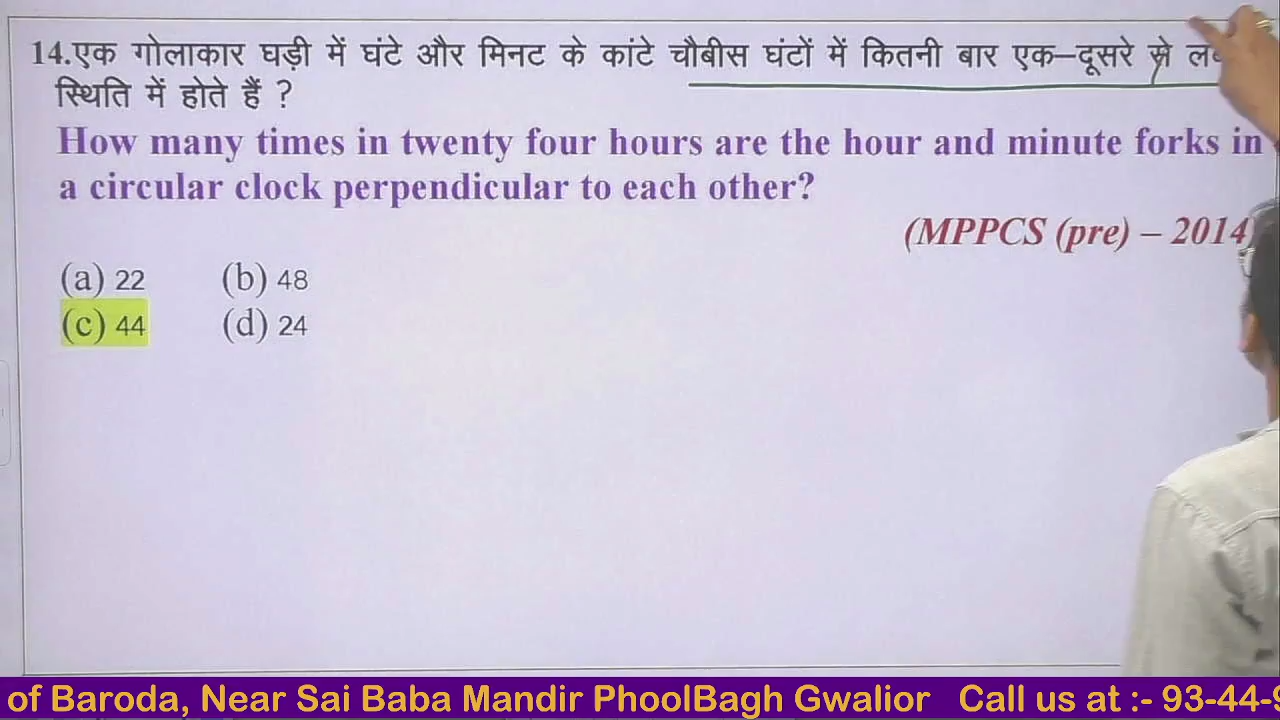 14.एक गोलाकार घड़ी में घंटे और मिनट के कांटे चौबीस घंटों में कितनी बार एक–दूसरे से
स्थिति में होते हैं ?
How many times in twenty four hours are the hour and minute forks in
a circular clock perpendicular to each other?
(MPPCS (pre) – 2014)
(a) 22 (b) 48
(c) 44 (d) 24
of Baroda, Near Sai Baba Mandir PhoolBagh Gwalior Call us at :- 93-44-9